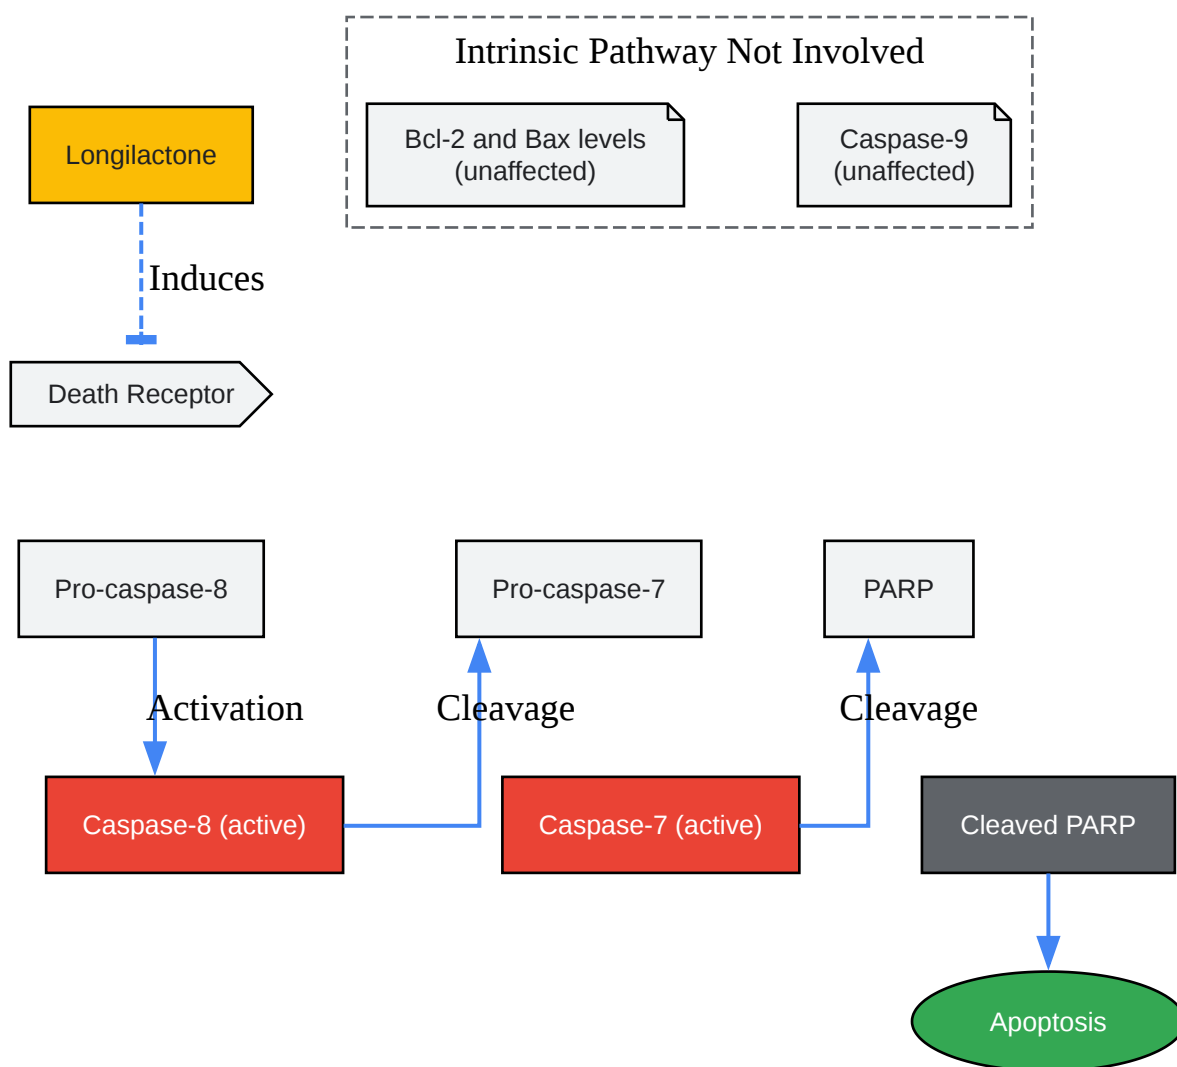 Intrinsic Pathway Not Involved
Longilactone
Bcl-2 and Bax levels
(unaffected)
Caspase-9
(unaffected)
Induces
Death Receptor
Pro-caspase-8
Pro-caspase-7
PARP
Activation
Cleavage
Cleavage
Caspase-8 (active)
Caspase-7 (active)
Cleaved PARP
Apoptosis